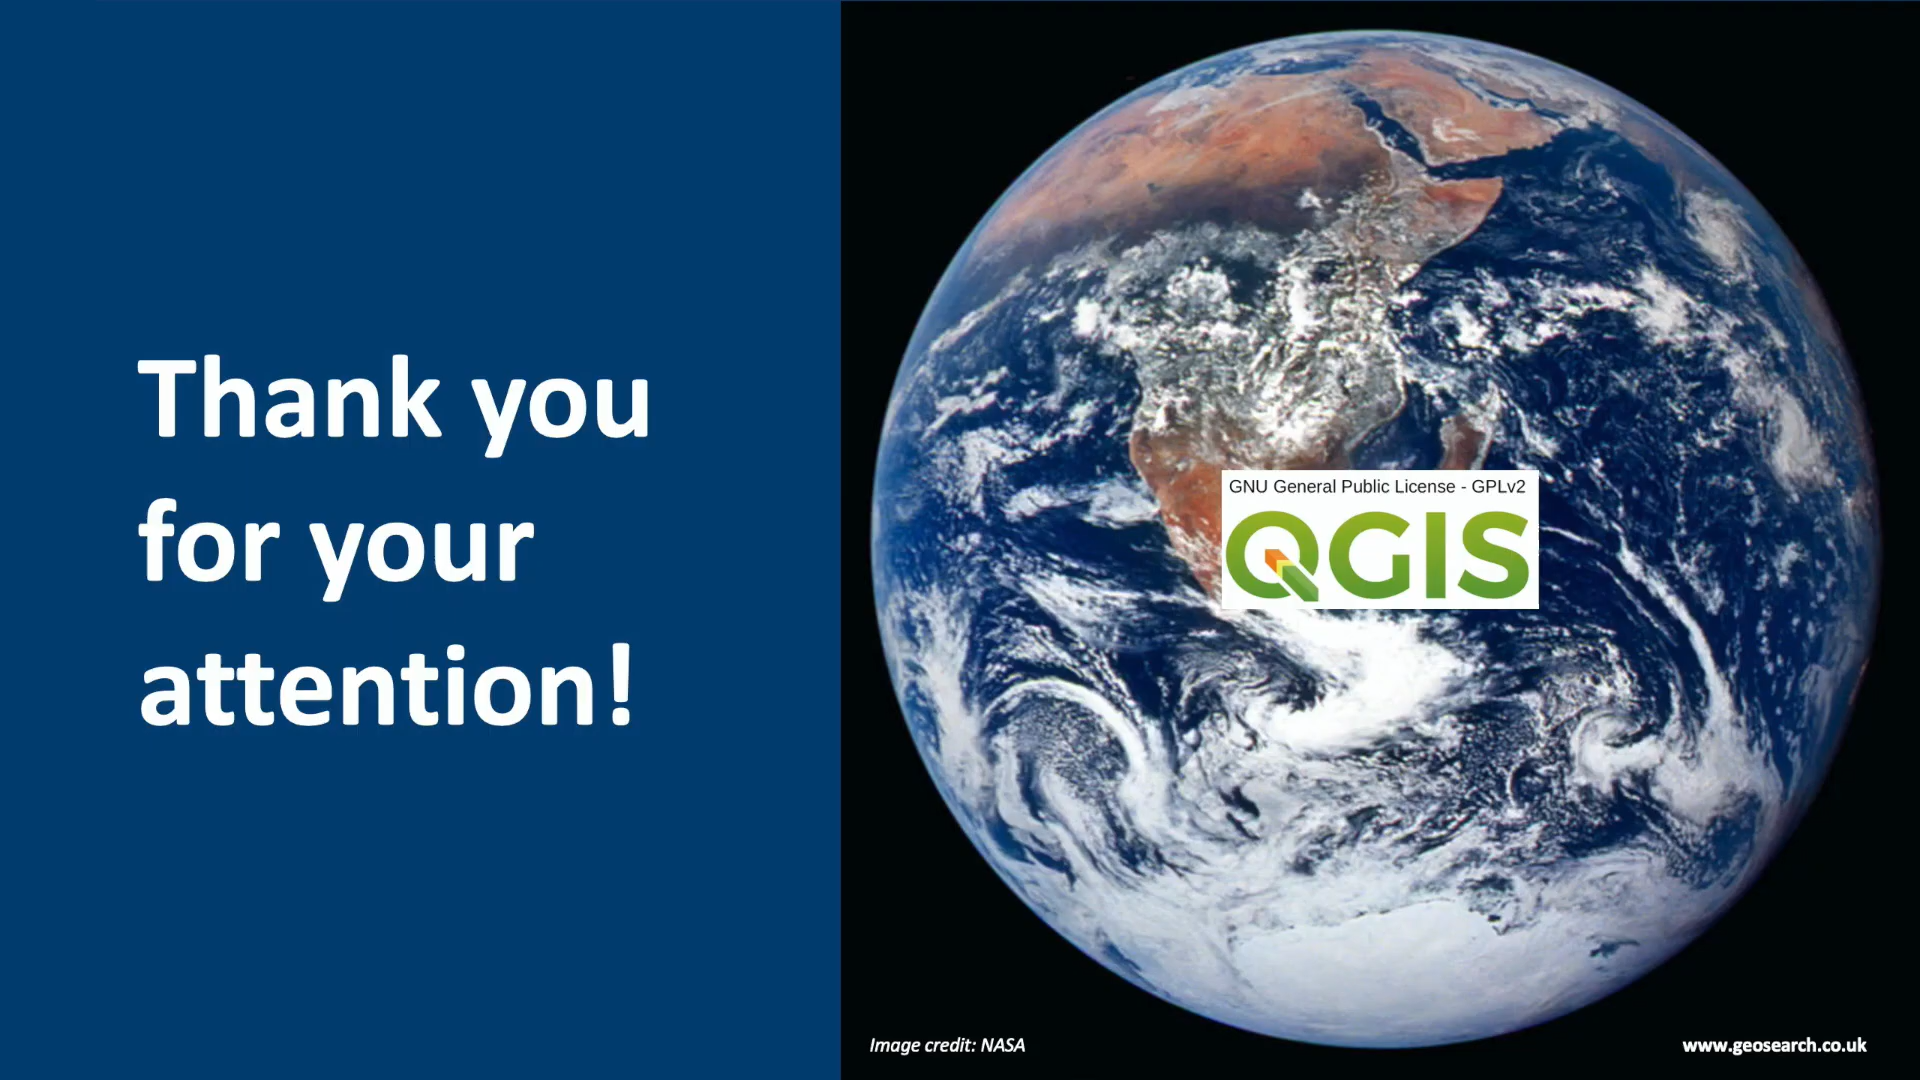 Thank you
for your
attention!
GNU General Public License - GPLv2
QGIS
Image credit: NASA
www.geosearch.co.uk